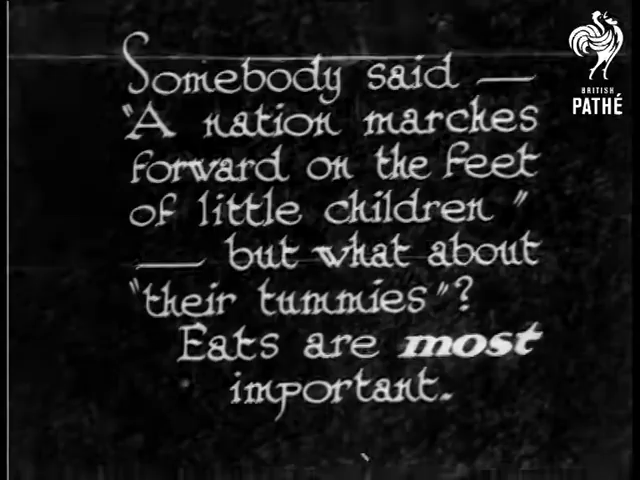 Somebody said —
"A nation marches
forward on the feet
of little children"
— but what about
"their tummies"?
Eats are most
important.
BRITISH
PATHÉ